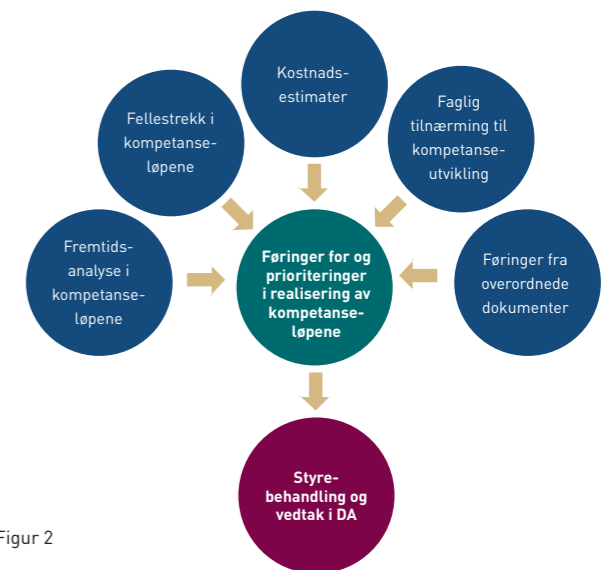 Kostnads-
estimater
Fellestrekk i
kompetanse-
løpene
Faglig
tilnærming til
kompetanse-
utvikling
Fremtids-
analyse i
kompetanse-
løpene
Føringer for og
prioriteringer
i realisering av
kompetanse-
løpene
Føringer fra
overordnede
dokumenter
Styre-
behandling og
vedtak i DA
Figur 2